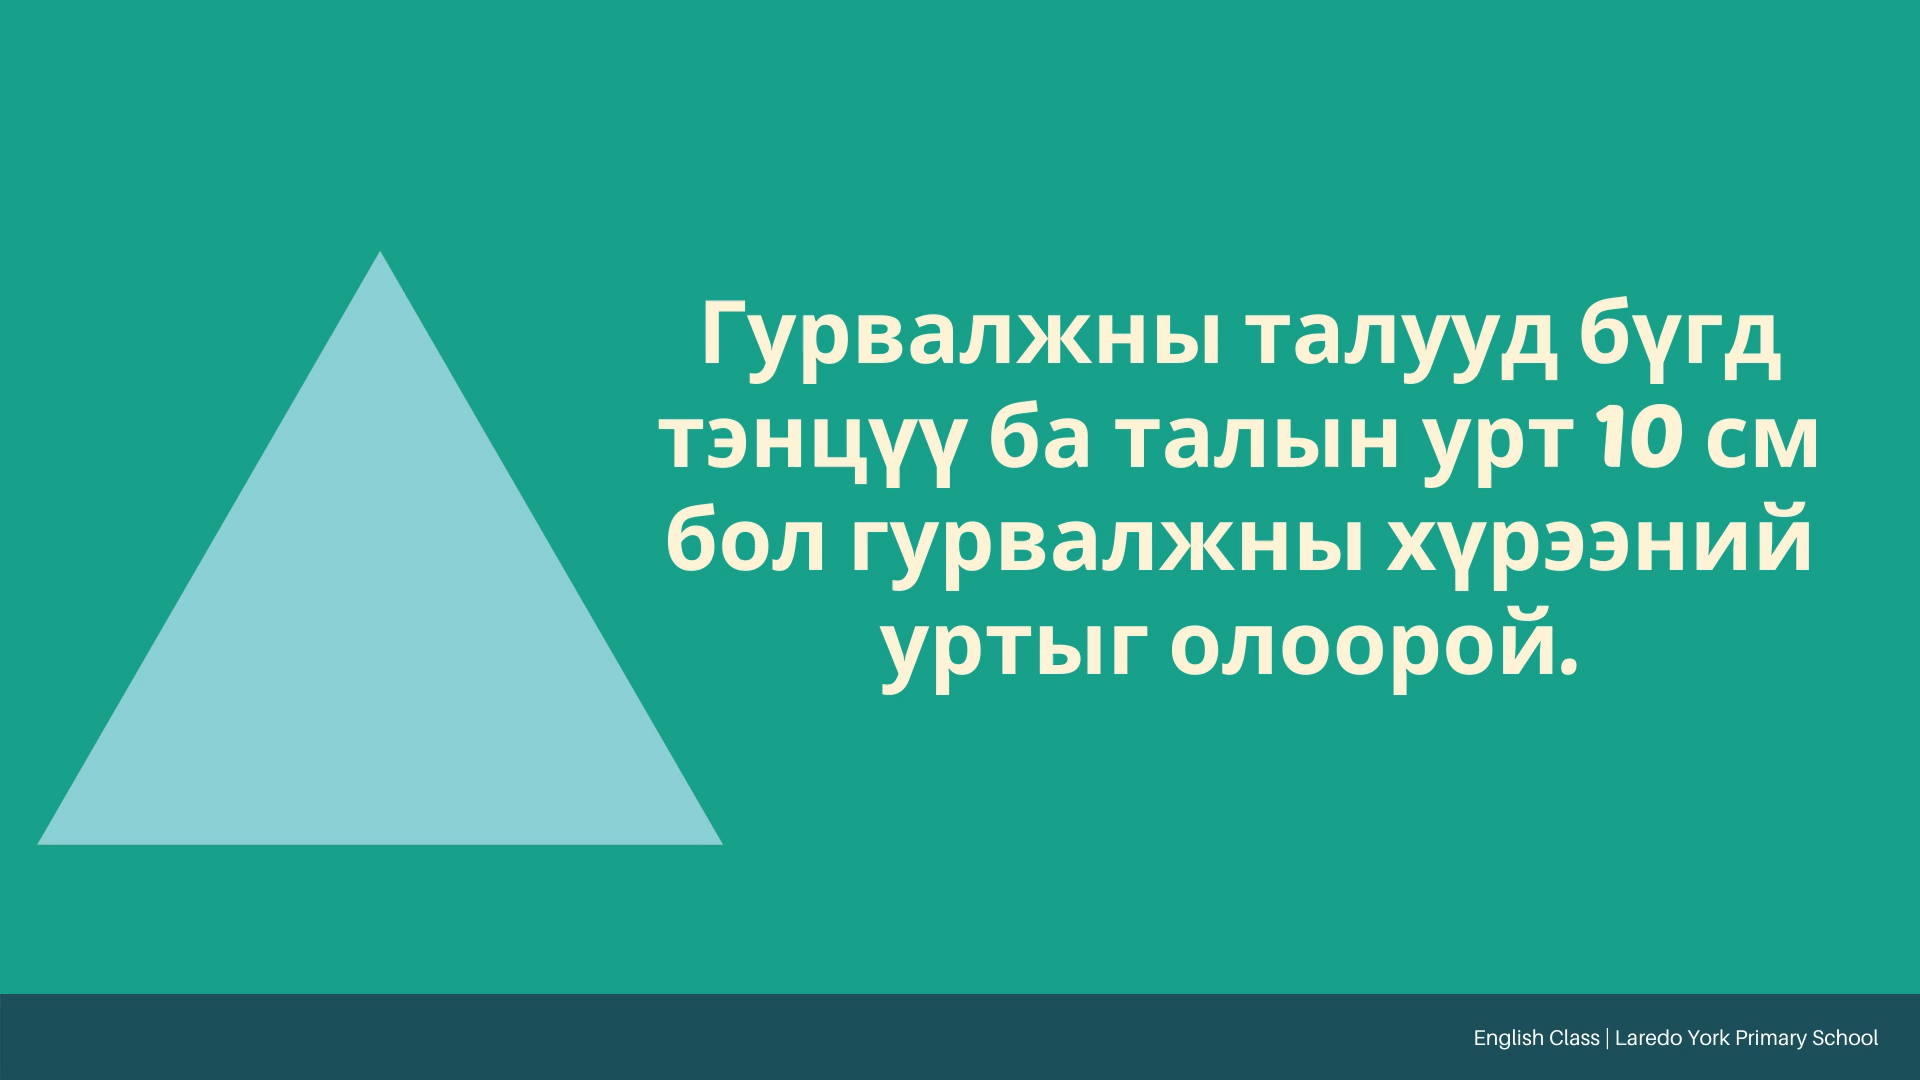 Гурвалжны талууд бүгд
тэнцүү ба талын урт 10 см
бол гурвалжны хүрээний
уртыг олоорой.
English Class | Laredo York Primary School